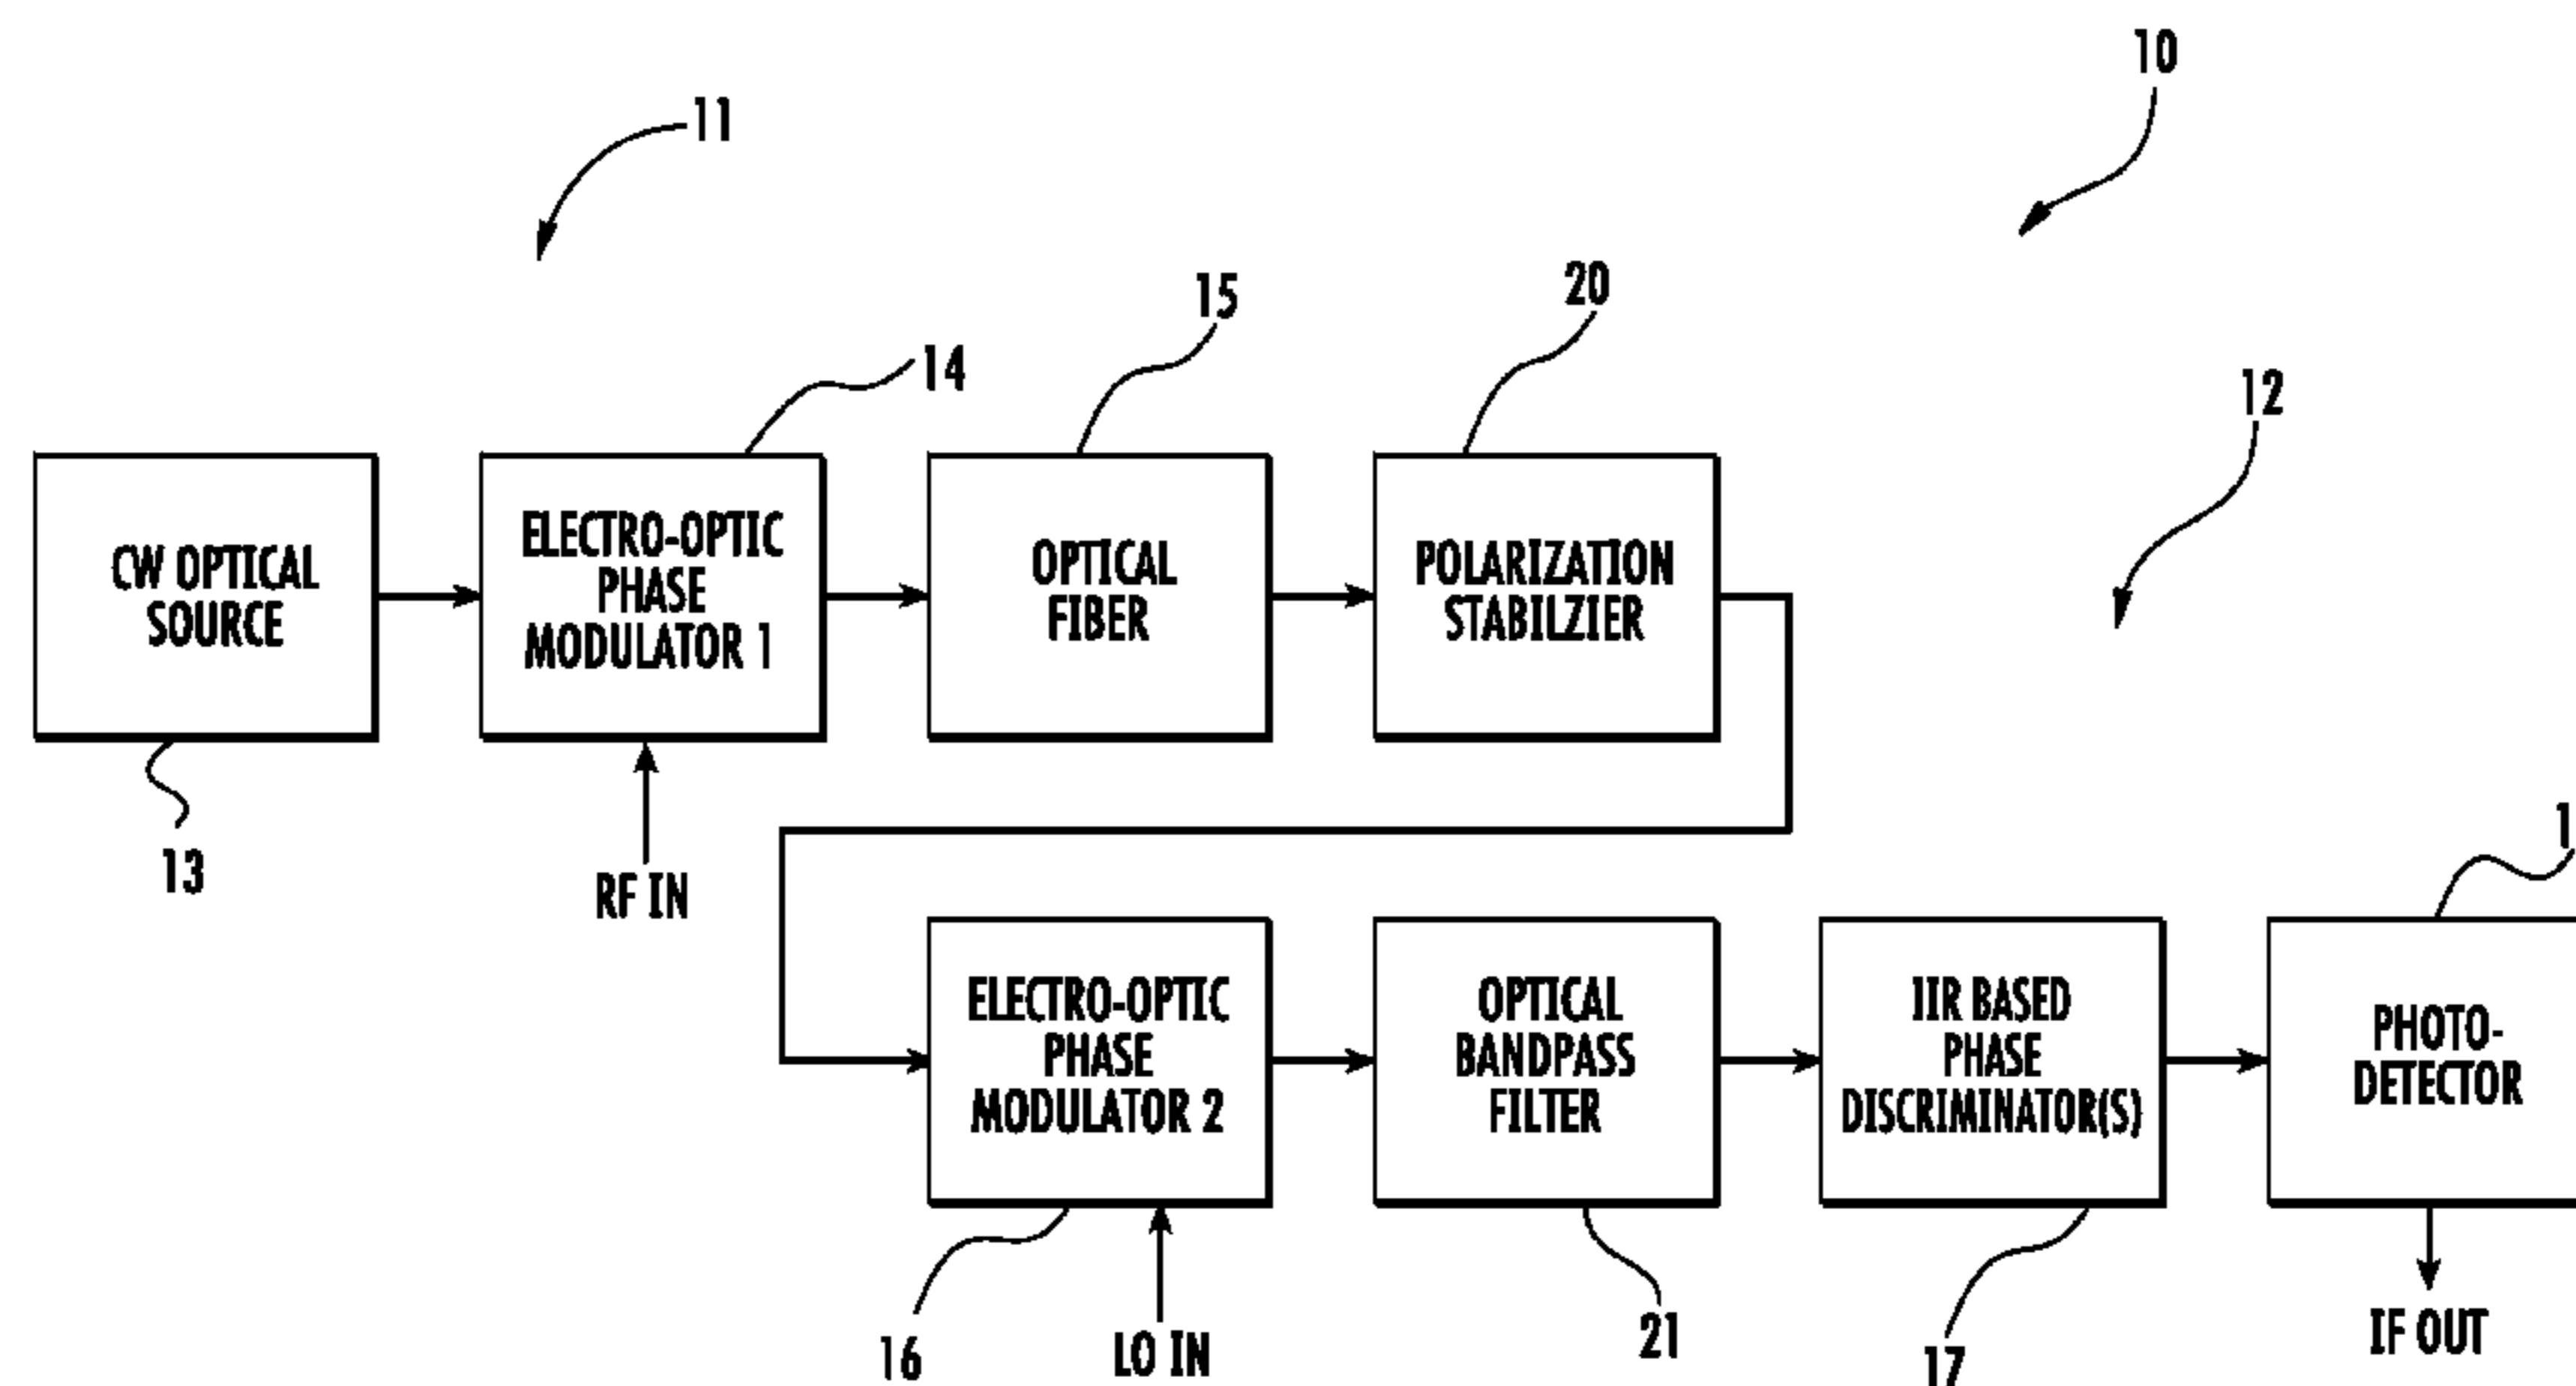 10
11
15
20
14
12
CW OPTICAL
SOURCE
ELECTRO-OPTIC
PHASE
MODULATOR 1
OPTICAL
FIBER
POLARIZATION
STABILZIER
13
RF IN
ELECTRO-OPTIC
PHASE
MODULATOR 2
OPTICAL
BANDPASS
FILTER
IIR BASED
PHASE
DISCRIMINATOR(S)
PHOTO-
DETECTOR
16
LO IN
21
17
IF OUT